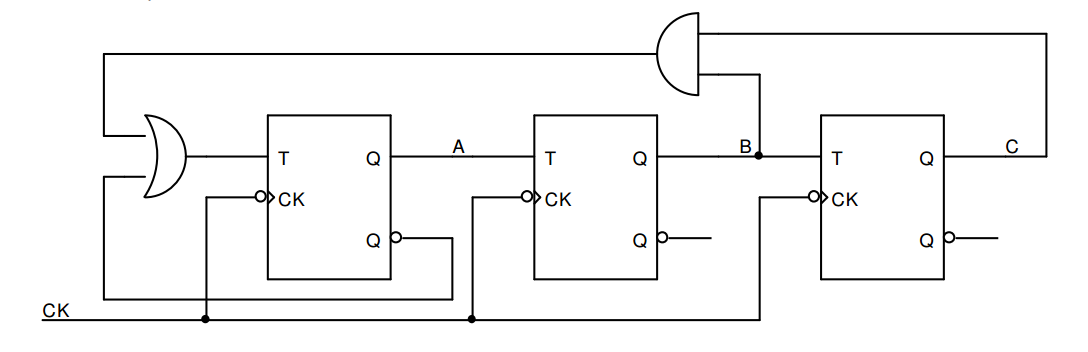 T Q A T Q B T Q C
CK CK CK
Q Q Q
CK